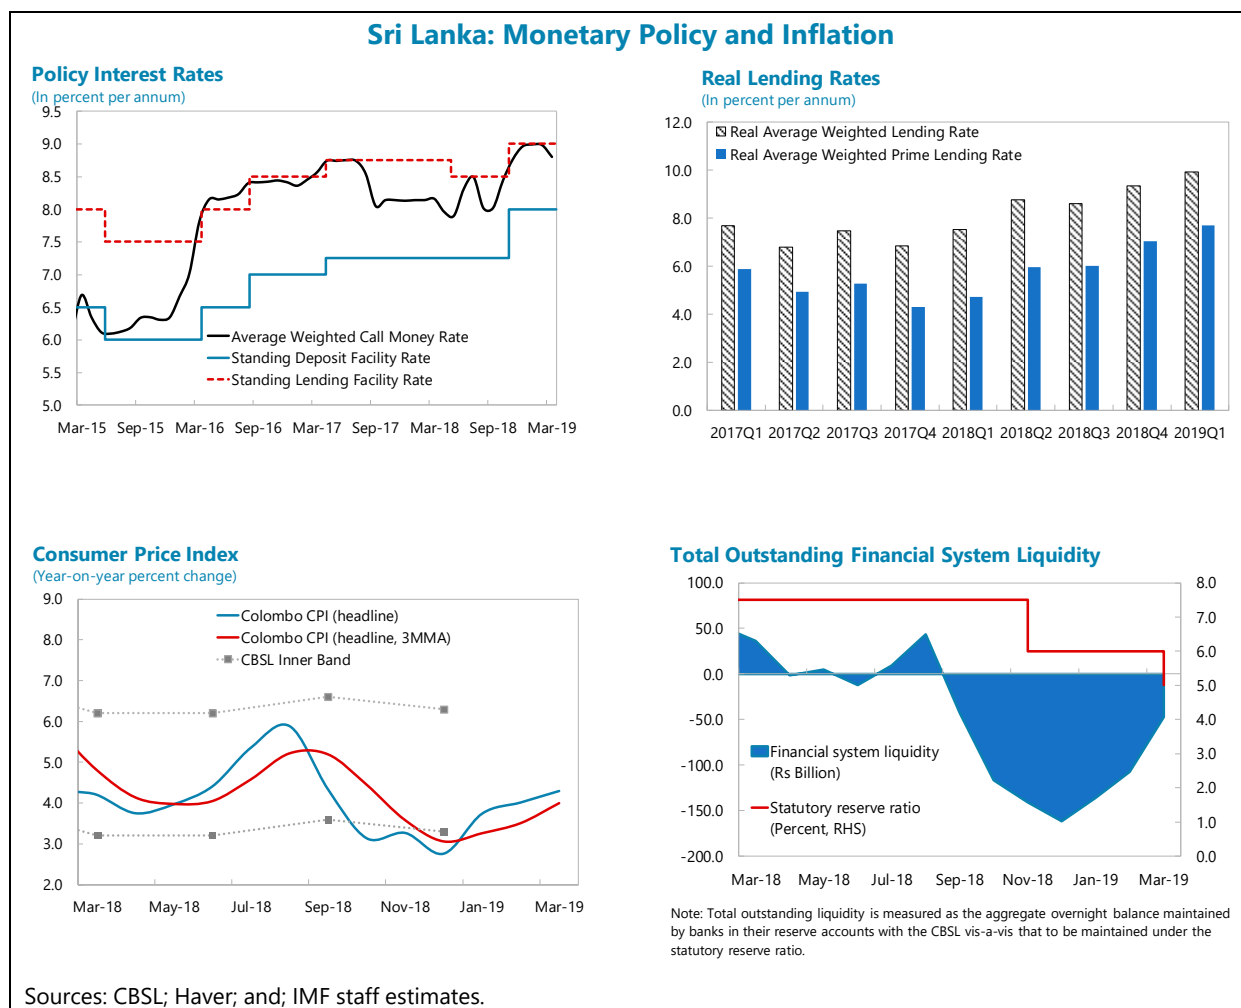 Sri Lanka: Monetary Policy and Inflation
Policy Interest Rates
(In percent per annum)
9.5
9.0
8.5
8.0
7.5
7.0
6.5
6.0
5.5
5.0
Average Weighted Call Money Rate
Standing Deposit Facility Rate
Standing Lending Facility Rate
Mar-15 Sep-15 Mar-16 Sep-16 Mar-17 Sep-17 Mar-18 Sep-18 Mar-19
Real Lending Rates
(In percent per annum)
12.0
10.0
8.0
6.0
4.0
2.0
0.0
Real Average Weighted Lending Rate
Real Average Weighted Prime Lending Rate
2017Q1 2017Q2 2017Q3 2017Q4 2018Q1 2018Q2 2018Q3 2018Q4 2019Q1
Consumer Price Index
(Year-on-year percent change)
9.0
8.0
7.0
6.0
5.0
4.0
3.0
2.0
Colombo CPI (headline)
Colombo CPI (headline, 3MMA)
CBSL Inner Band
Mar-18 May-18 Jul-18 Sep-18 Nov-18 Jan-19 Mar-19
Total Outstanding Financial System Liquidity
100.0
50.0
0.0
-50.0
-100.0
-150.0
-200.0
8.0
7.0
6.0
5.0
4.0
3.0
2.0
1.0
0.0
Financial system liquidity
(Rs Billion)
Statutory reserve ratio
(Percent, RHS)
Mar-18 May-18 Jul-18 Sep-18 Nov-18 Jan-19 Mar-19
Note: Total outstanding liquidity is measured as the aggregate overnight balance maintained
by banks in their reserve accounts with the CBSL vis-a-vis that to be maintained under the
statutory reserve ratio.
Sources: CBSL; Haver; and; IMF staff estimates.